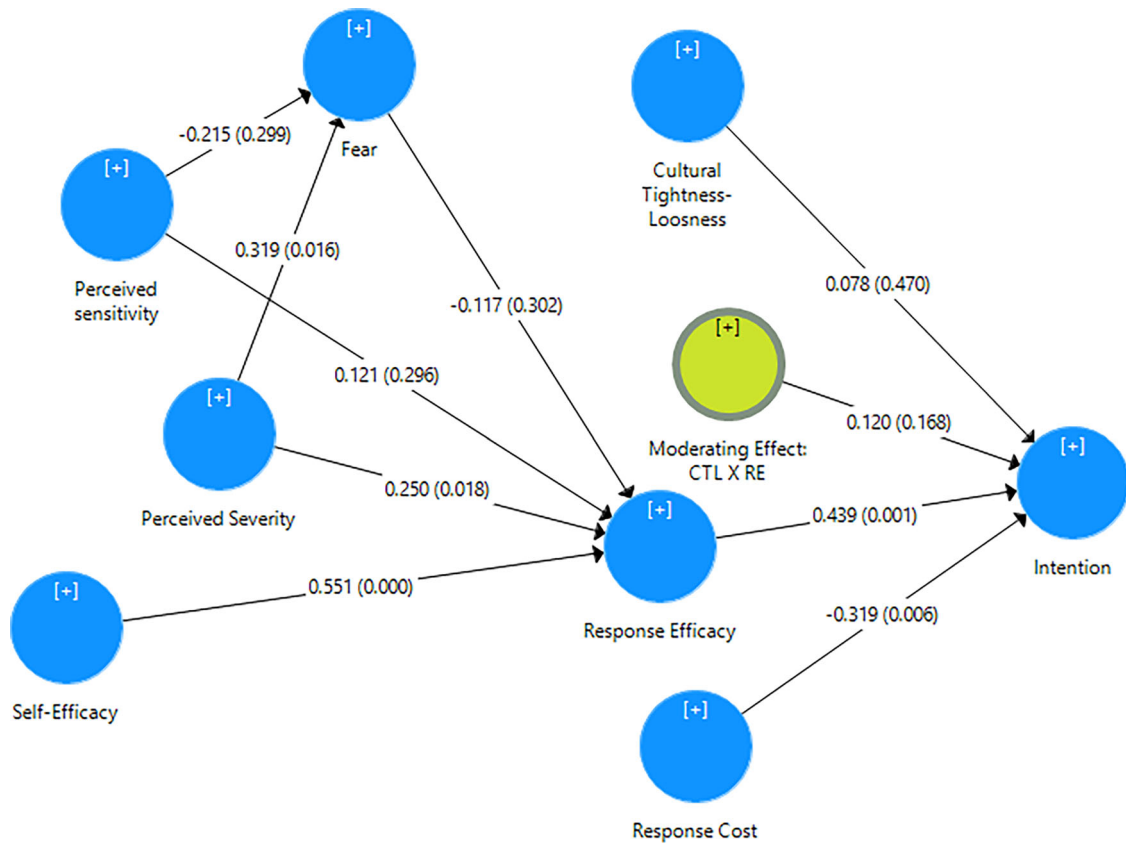 [+]
Fear
[+]
Cultural
Tightness-
Loosness
-0.215 (0.299)
[+]
Perceived
sensitivity
0.319 (0.016)
-0.117 (0.302)
0.078 (0.470)
[+]
Moderating Effect:
CTL X RE
0.121 (0.296)
0.120 (0.168)
[+]
Perceived Severity
[+]
Intention
0.250 (0.018)
[+]
Response Efficacy
0.439 (0.001)
0.551 (0.000)
[+]
Self-Efficacy
-0.319 (0.006)
[+]
Response Cost